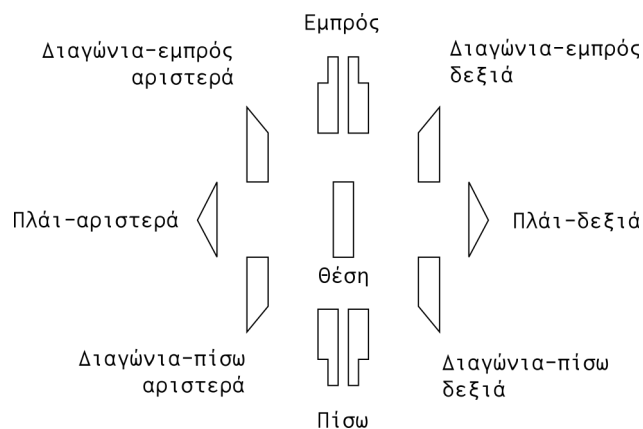 Εμπρός
Διαγώνια-εμπρός
αριστερά
Διαγώνια-εμπρός
δεξιά
Πλάι-αριστερά
Πλάι-δεξιά
θέση
Διαγώνια-πίσω
αριστερά
Διαγώνια-πίσω
δεξιά
Πίσω